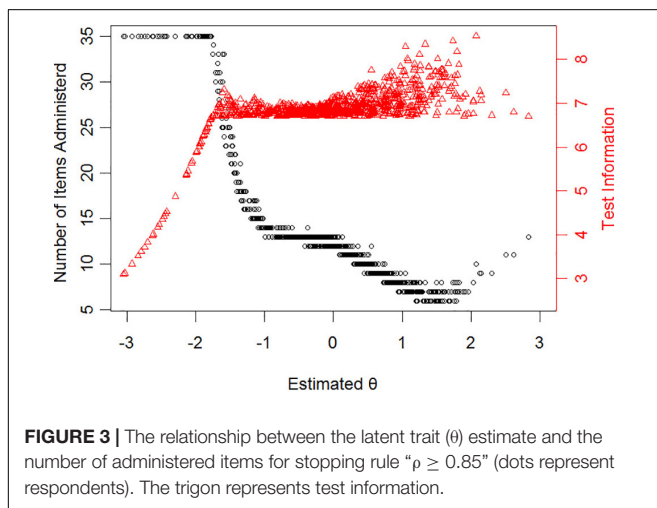 35
30
25
20
15
10
5
Number of Items Administerd
8
7
6
5
4
3
Test Information
-3 -2 -1 0 1 2 3
Estimated θ
FIGURE 3 | The relationship between the latent trait (θ) estimate and the
number of administered items for stopping rule “ρ ≥ 0.85” (dots represent
respondents). The trigon represents test information.